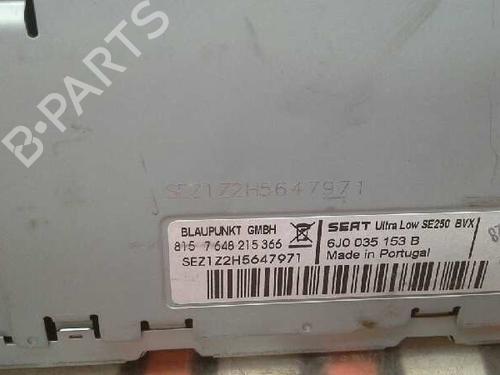 B-PARTS
SEZ1Z2H5647971
BLAUPUNKT GMBH
815 7 648 215 366
SEZ1Z2H5647971
SEAT Ultra Low SE250 BVX
6J0 035 153 B
Made in Portugal